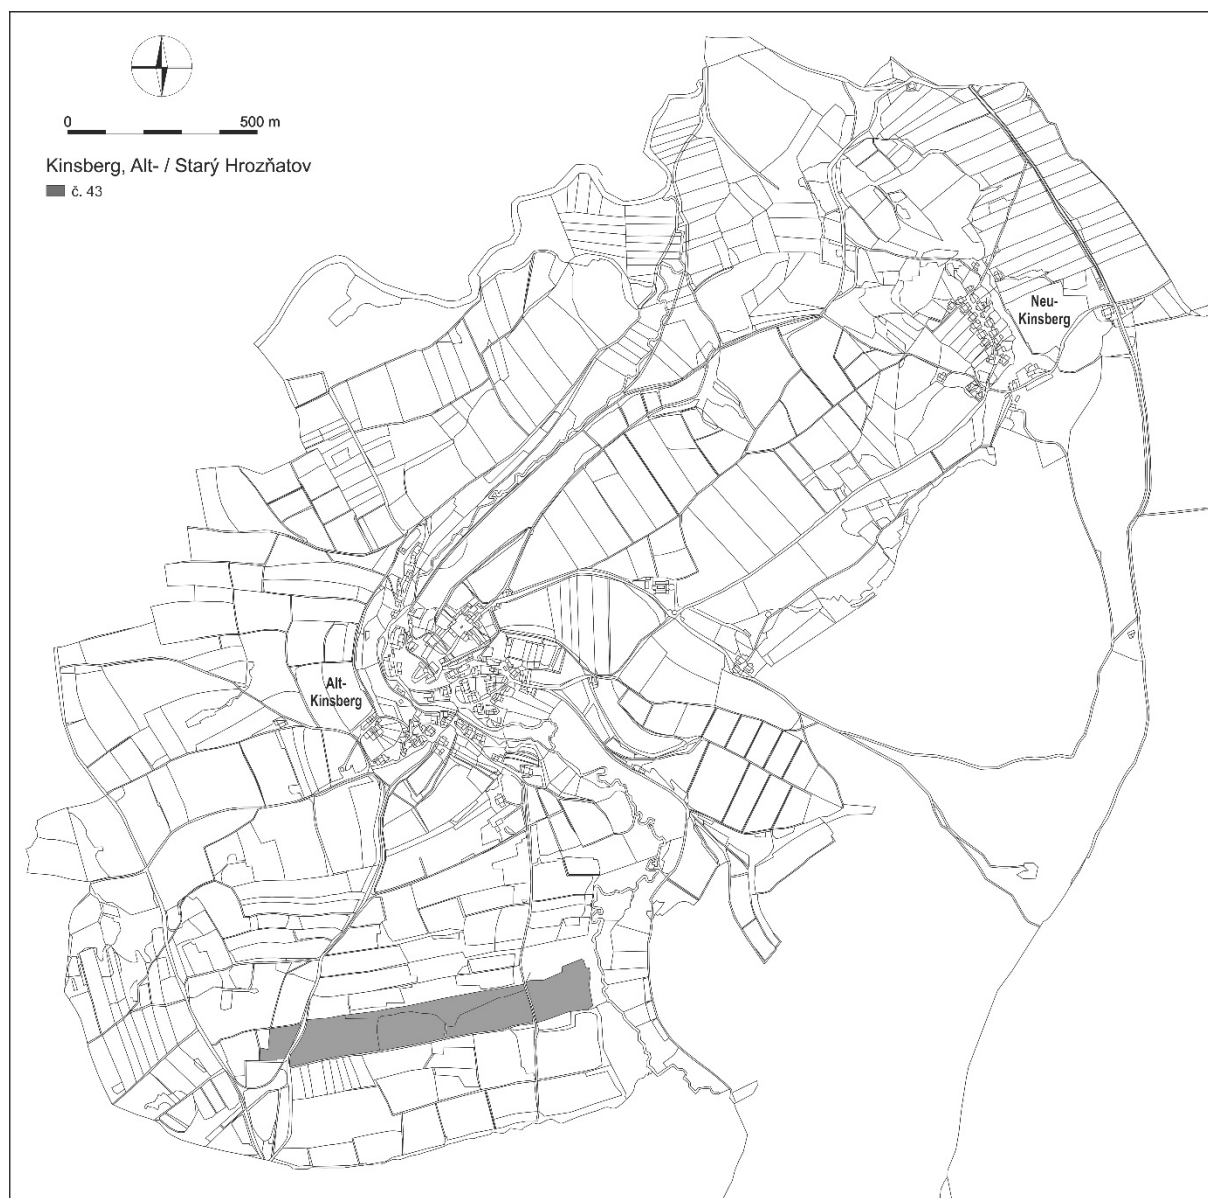 0 500 m
Kinsberg, Alt- / Starý Hrozňatov
č. 43
Neu-
Kinsberg
Alt-
Kinsberg